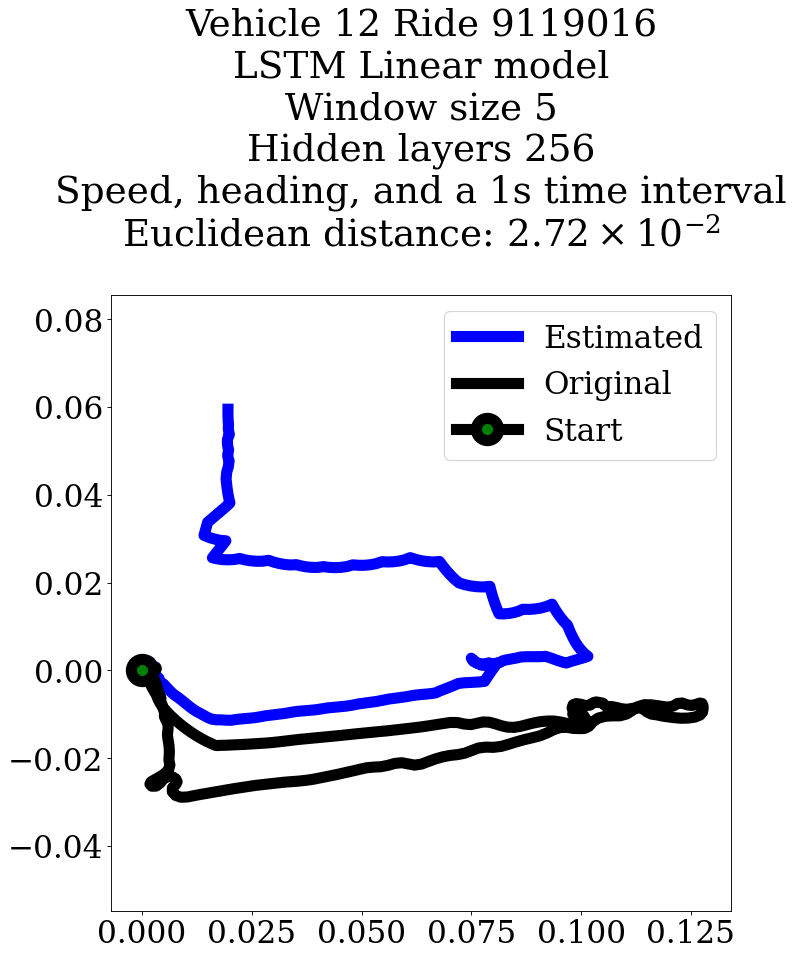 Vehicle 12 Ride 9119016
LSTM Linear model
Window size 5
Hidden layers 256
Speed, heading, and a 1s time interval
Euclidean distance: 2.72 × 10⁻²
Estimated
Original
Start
0.08
0.06
0.04
0.02
0.00
−0.02
−0.04
0.000 0.025 0.050 0.075 0.100 0.125